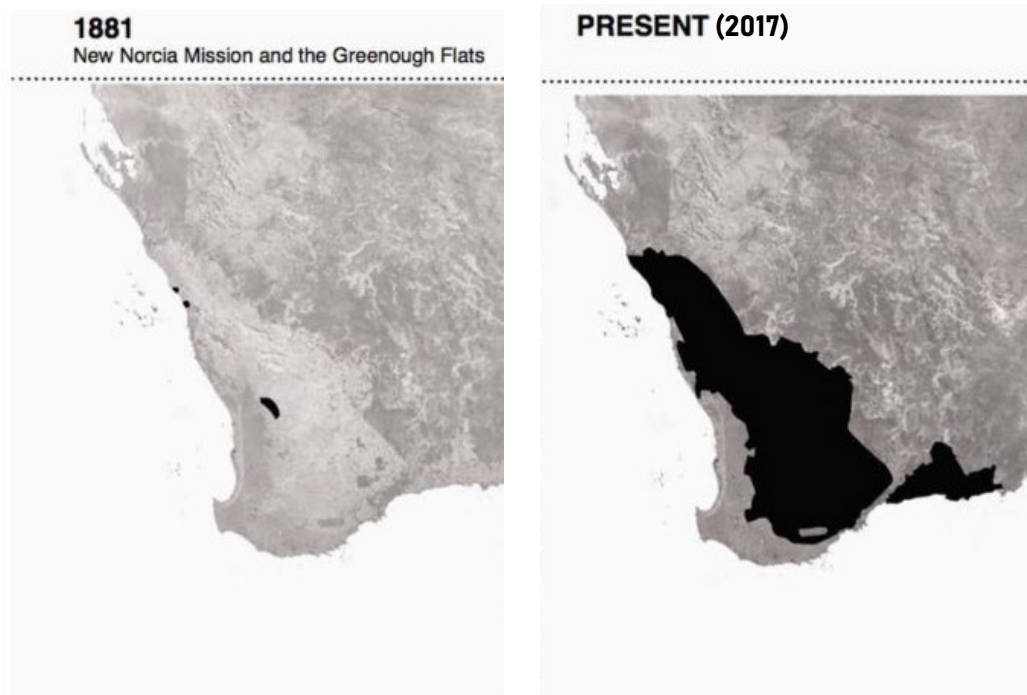 1881
New Norcia Mission and the Greenough Flats
PRESENT (2017)